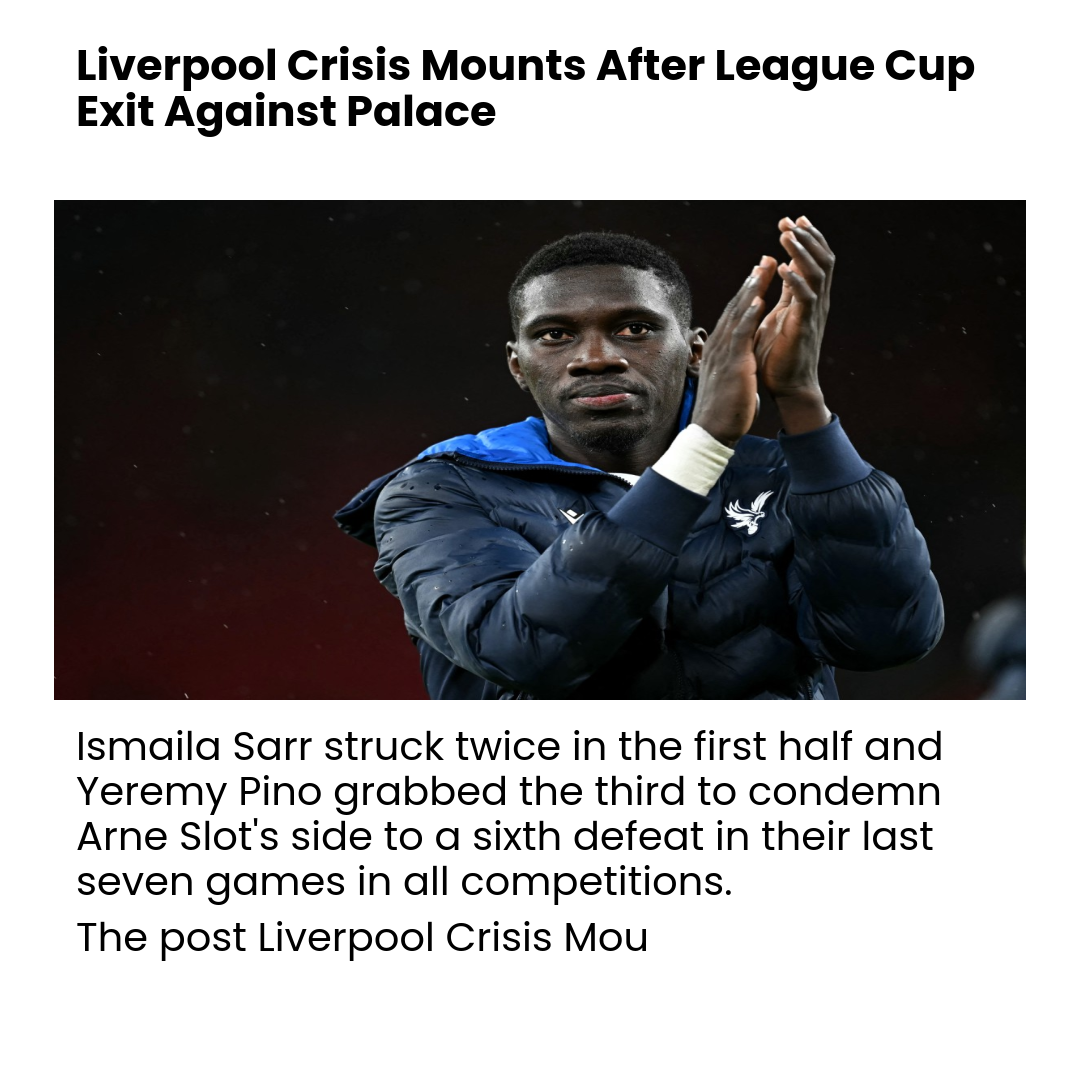 Liverpool Crisis Mounts After League Cup
Exit Against Palace
Ismaila Sarr struck twice in the first half and
Yeremy Pino grabbed the third to condemn
Arne Slot's side to a sixth defeat in their last
seven games in all competitions.
The post Liverpool Crisis Mou